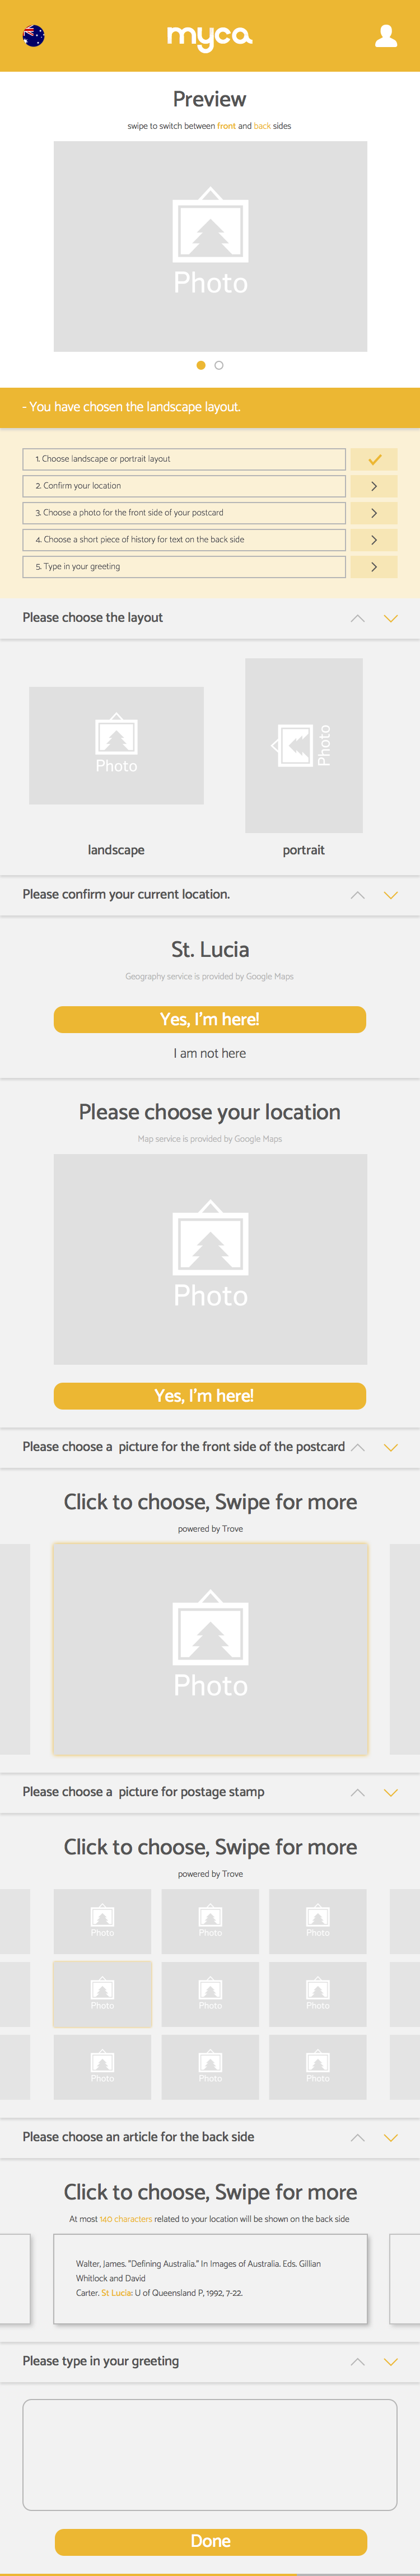 myca
Preview
swipe to switch between front and back sides
Photo
- You have chosen the landscape layout.
1. Choose landscape or portrait layout
2. Confirm your location
3. Choose a photo for the front side of your postcard
4. Choose a short piece of history for text on the back side
5. Type in your greeting
Please choose the layout
Photo
Photo
landscape
portrait
Please confirm your current location.
St. Lucia
Geography service is provided by Google Maps
Yes, I'm here!
I am not here
Please choose your location
Map service is provided by Google Maps
Photo
Yes, I'm here!
Please choose a  picture for the front side of the postcard
Click to choose, Swipe for more
powered by Trove
Photo
Please choose a  picture for postage stamp
Click to choose, Swipe for more
powered by Trove
Photo Photo Photo
Photo Photo Photo
Photo Photo Photo
Please choose an article for the back side
Click to choose, Swipe for more
At most 140 characters related to your location will be shown on the back side
Walter, James. "Defining Australia." In Images of Australia. Eds. Gillian
Whitlock and David
Carter. St Lucia: U of Queensland P, 1992, 7-22.
Please type in your greeting
Done